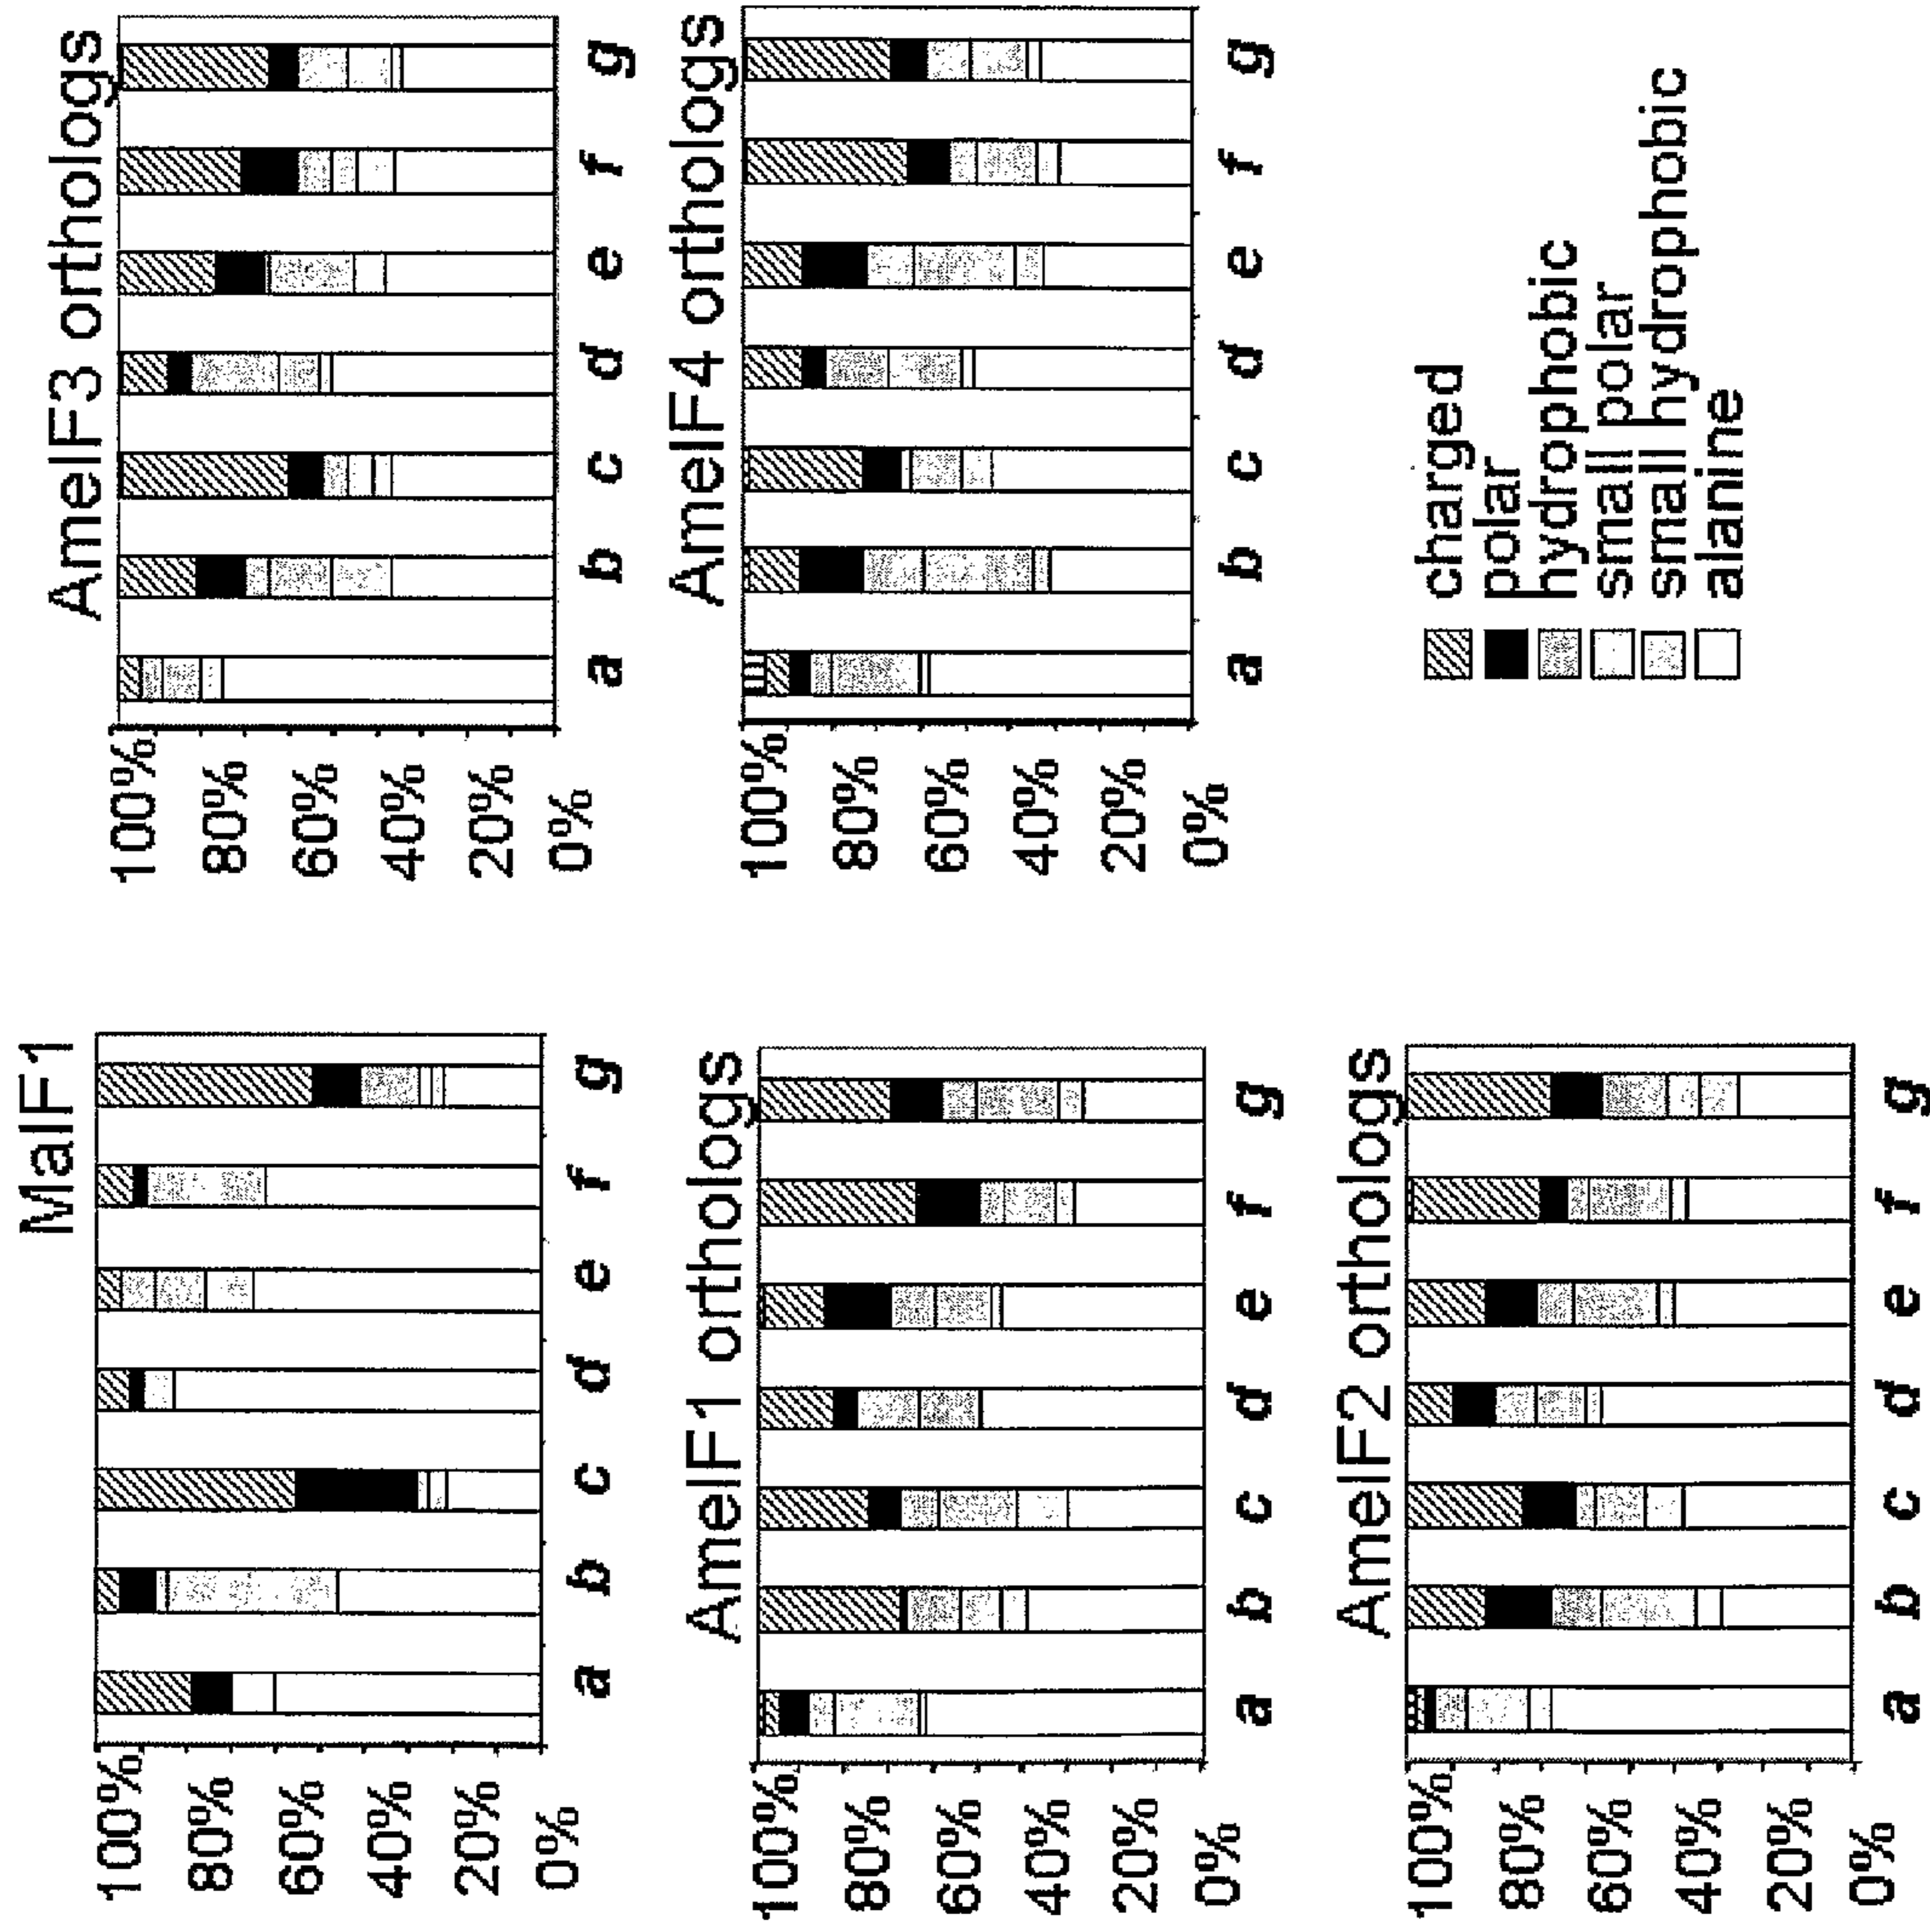 MalF1
100%
80%
60%
40%
20%
0%
a b c d e f g
AmelF1 orthologs
100%
80%
60%
40%
20%
0%
a b c d e f g
AmelF2 orthologs
100%
80%
60%
40%
20%
0%
a b c d e f g
AmelF3 orthologs
100%
80%
60%
40%
20%
0%
a b c d e f g
AmelF4 orthologs
100%
80%
60%
40%
20%
0%
a b c d e f g
charged
polar
hydrophobic
small polar
small hydrophobic
alanine